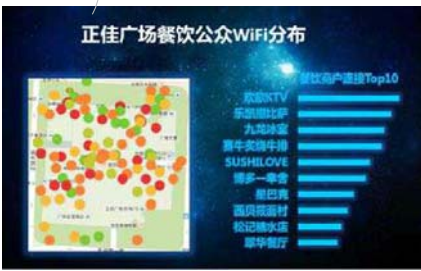 正佳广场餐饮公众WiFi分布
餐饮商户连接Top10
欢歌KTV
乐凯撒比萨
九龙冰室
赛牛炙烧牛排
SUSHILOVE
博多一幸舍
星巴克
西贝莜面村
松记糖水店
翠华餐厅